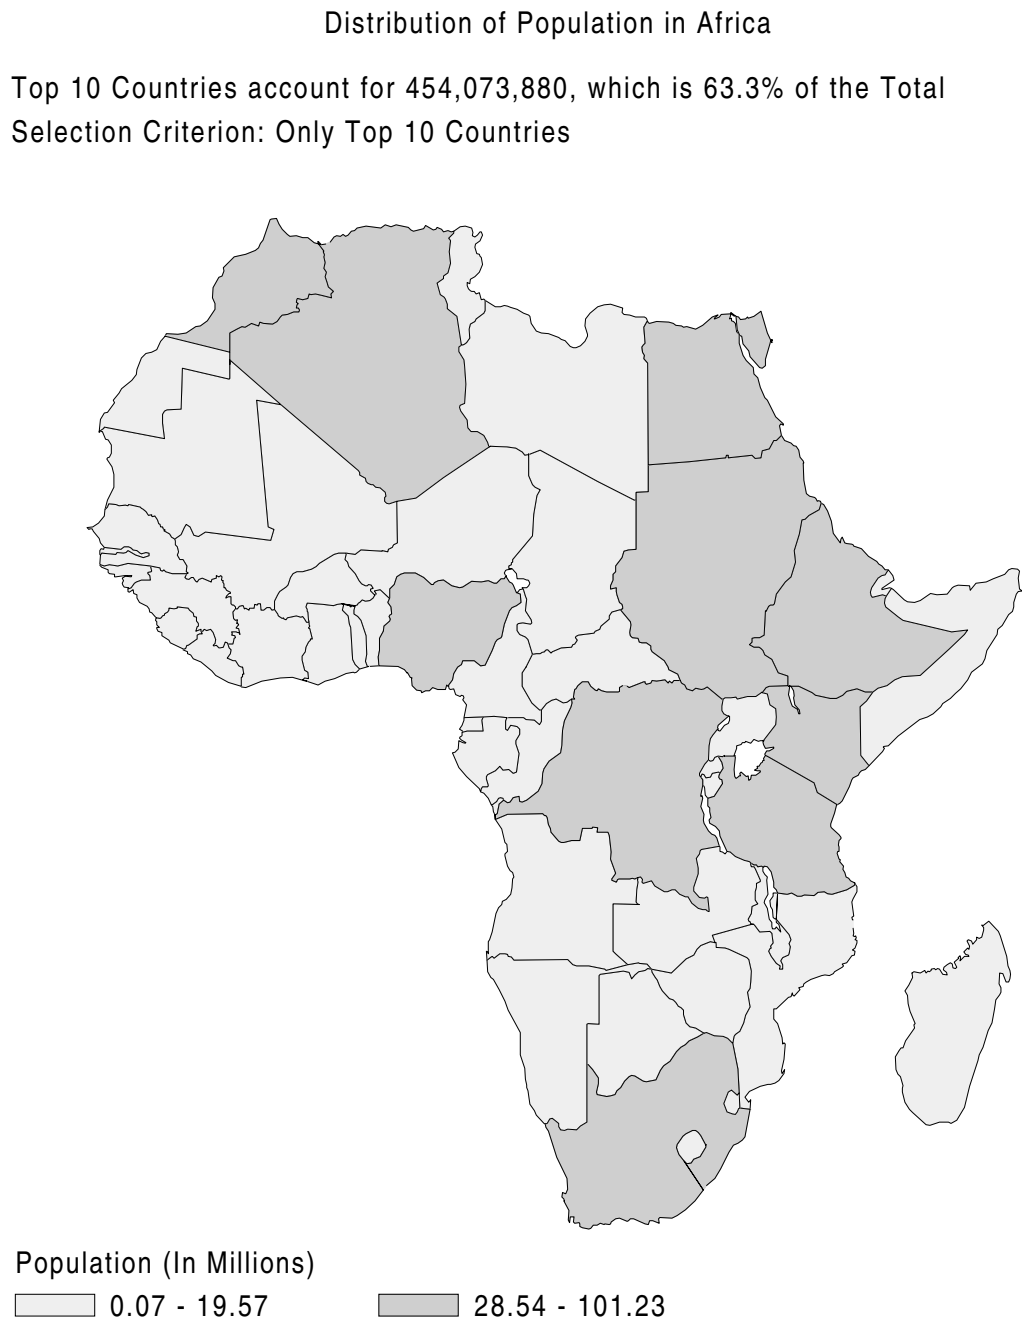 Distribution of Population in Africa
Top 10 Countries account for 454,073,880, which is 63.3% of the Total
Selection Criterion: Only Top 10 Countries
Population (In Millions)
0.07 - 19.57
28.54 - 101.23